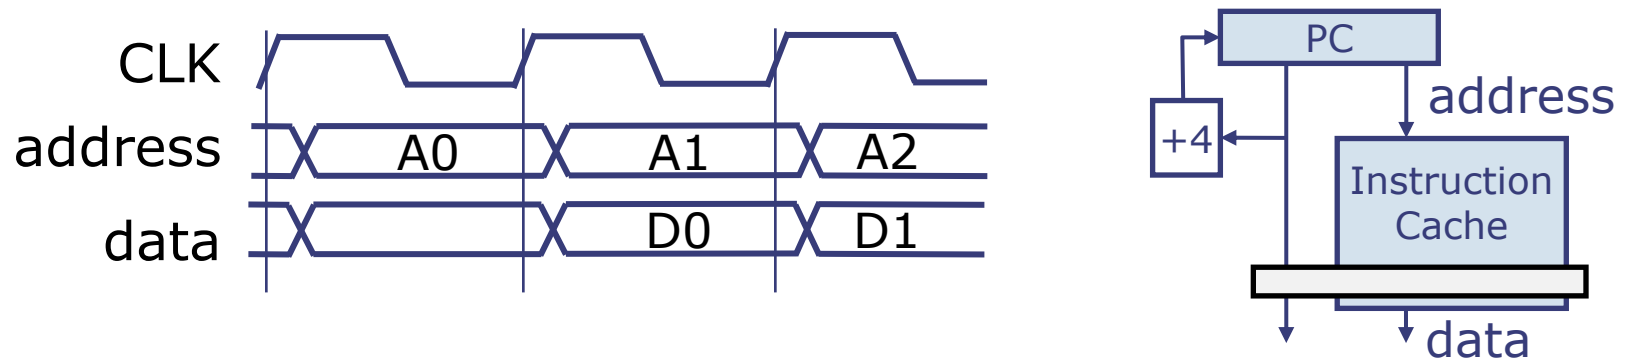 CLK
address A0 A1 A2
data D0 D1
PC
address
+4
Instruction
Cache
data